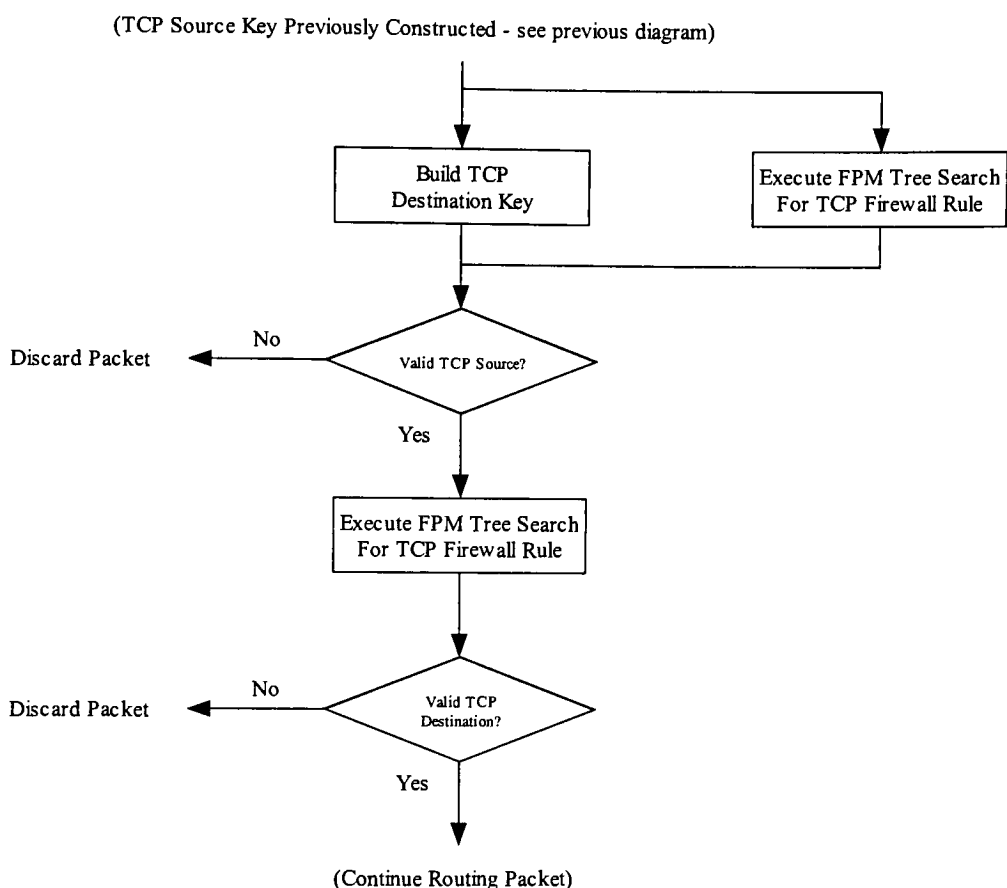 (TCP Source Key Previously Constructed - see previous diagram)
Build TCP
Destination Key
Execute FPM Tree Search
For TCP Firewall Rule
No
Discard Packet
Valid TCP Source?
Yes
Execute FPM Tree Search
For TCP Firewall Rule
No
Discard Packet
Valid TCP
Destination?
Yes
(Continue Routing Packet)